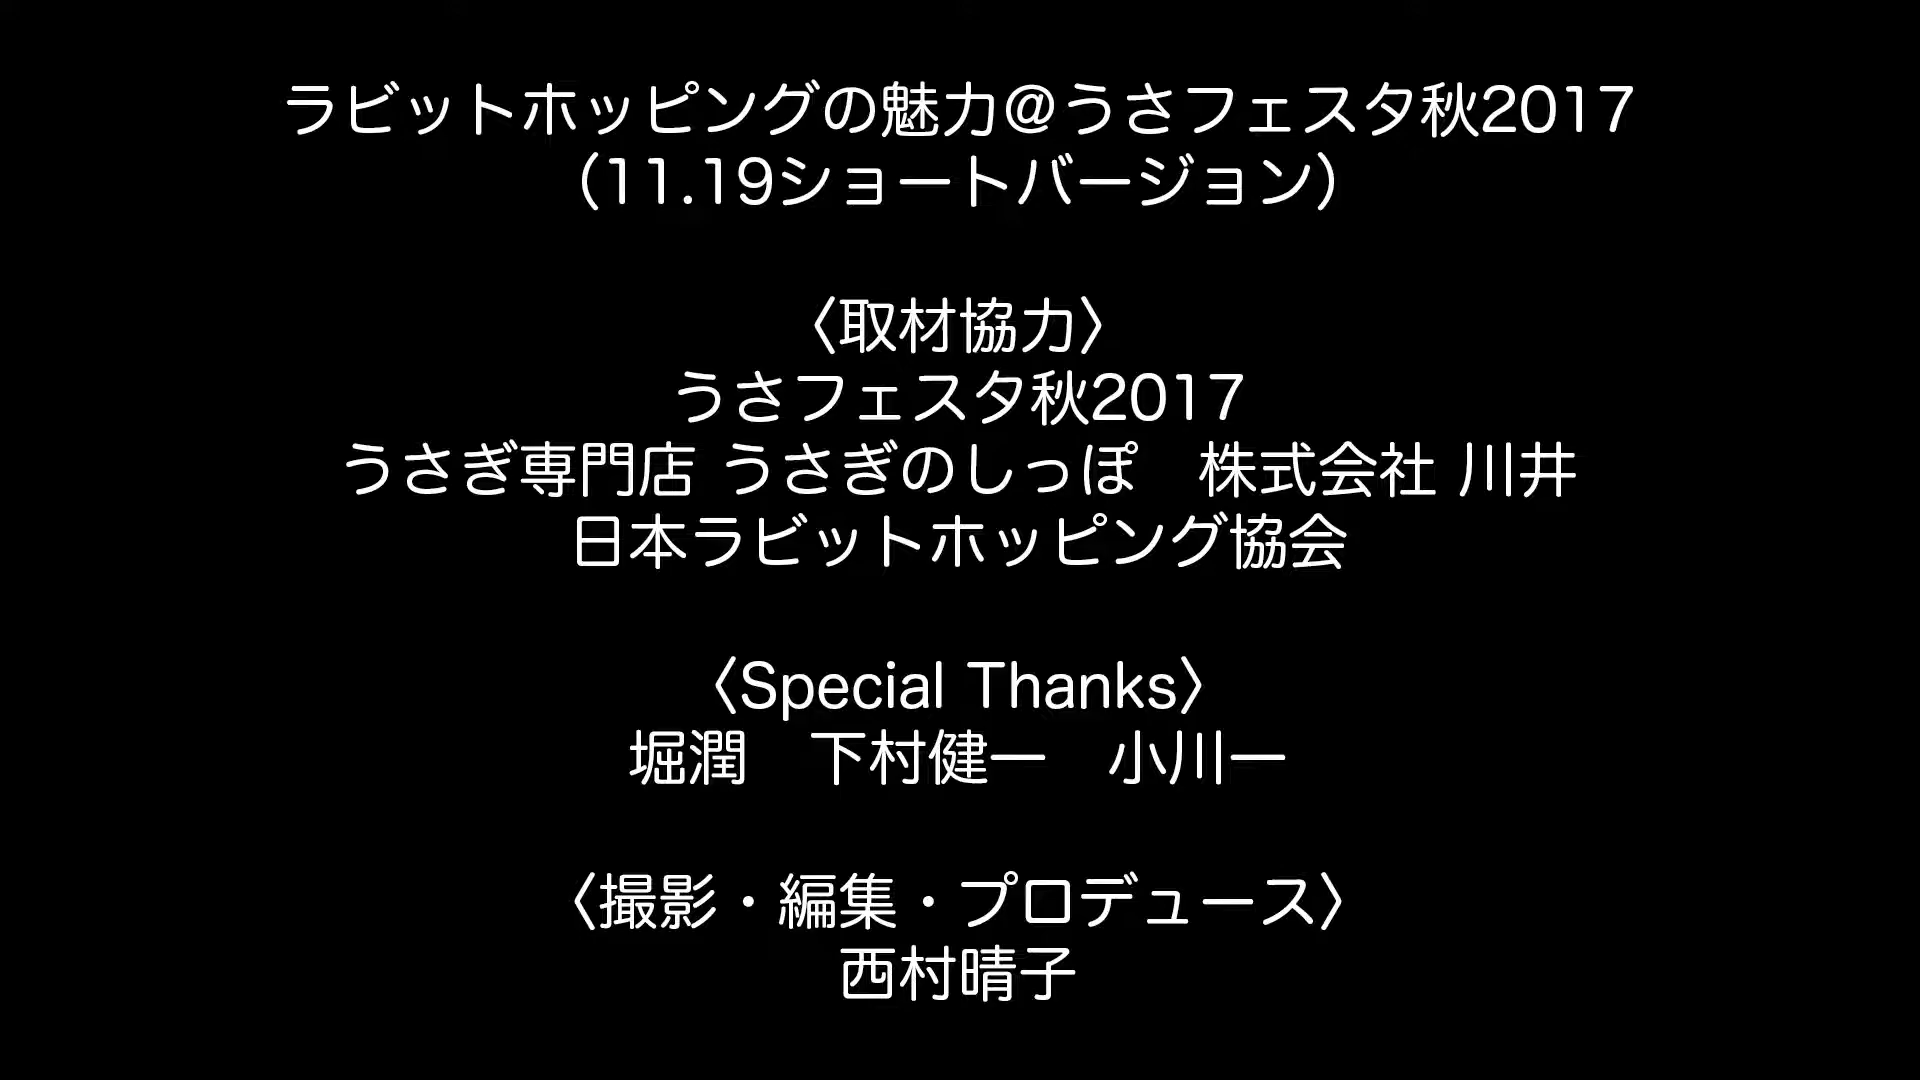 ラビットホッピングの魅力@うさフェスタ秋2017
(11.19ショートバージョン)
〈取材協力〉
うさフェスタ秋2017
うさぎ専門店 うさぎのしっぽ　株式会社 川井
日本ラビットホッピング協会
〈Special Thanks〉
堀潤　下村健一　小川一
〈撮影・編集・プロデュース〉
西村晴子